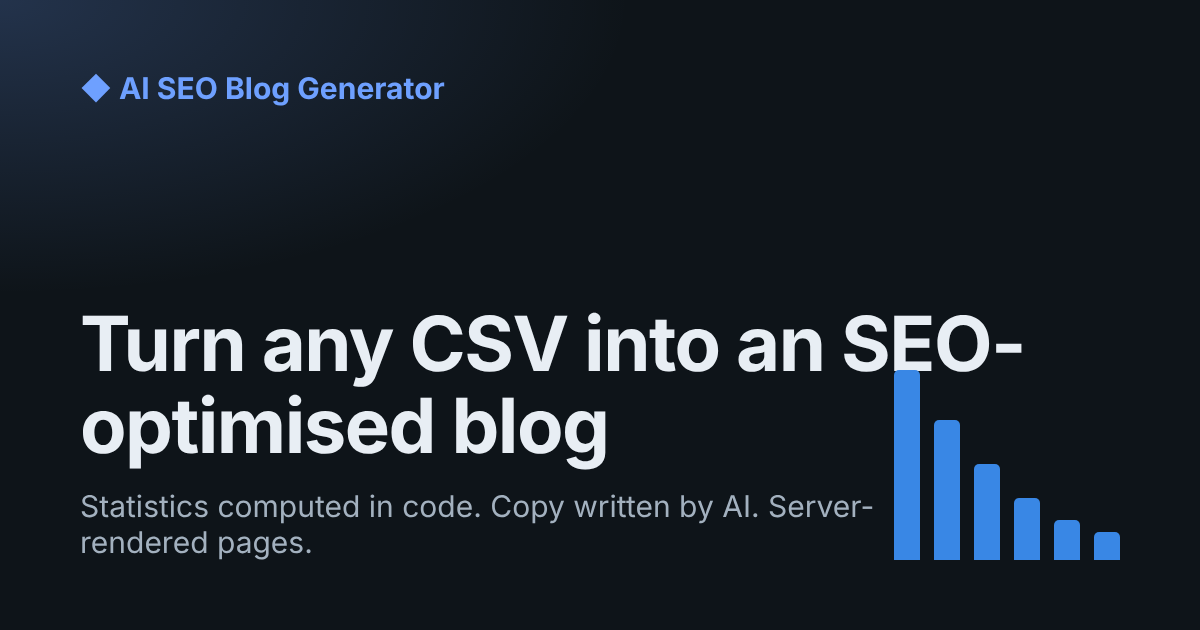 AI SEO Blog Generator
Turn any CSV into an SEO-
optimised blog
Statistics computed in code. Copy written by AI. Server-
rendered pages.